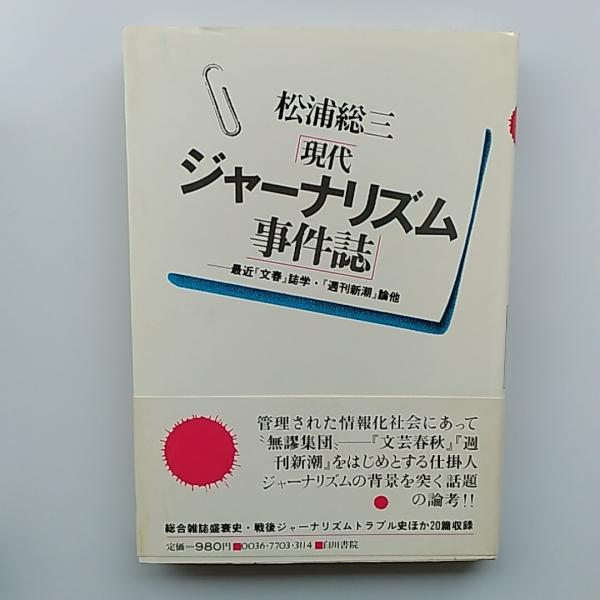 松浦総三
「現代
ジャーナリズム
事件誌」
──最近『文春』誌学・『週刊新潮』論他
管理された情報化社会にあって
〝無謬集団〟──『文芸春秋』『週
刊新潮』をはじめとする仕掛人
ジャーナリズムの背景を突く話題
の論考!!
総合雑誌盛衰史・戦後ジャーナリズムトラブル史ほか20篇収録
定価=980円■0036・7703・3114■白川書院